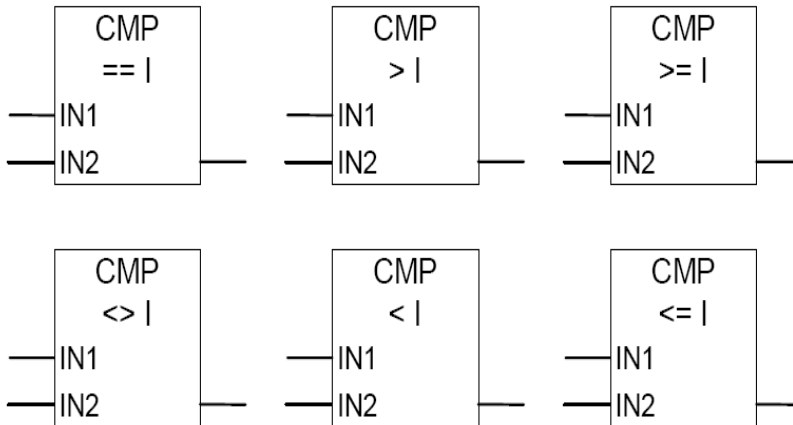 CMP CMP CMP
== I > I >= I
IN1 IN1 IN1
IN2 IN2 IN2
CMP CMP CMP
<> I < I <= I
IN1 IN1 IN1
IN2 IN2 IN2